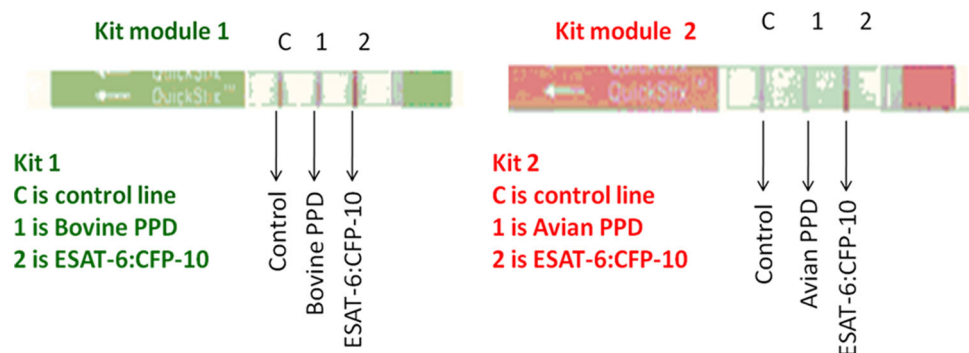 Kit module 1
C 1 2
QuickStix
QuickStix™
Kit 1
C is control line
1 is Bovine PPD
2 is ESAT-6:CFP-10
Control
Bovine PPD
ESAT-6:CFP-10
Kit module 2
C 1 2
QuickStix
QuickStix™
Kit 2
C is control line
1 is Avian PPD
2 is ESAT-6:CFP-10
Control
Avian PPD
ESAT-6:CFP-10